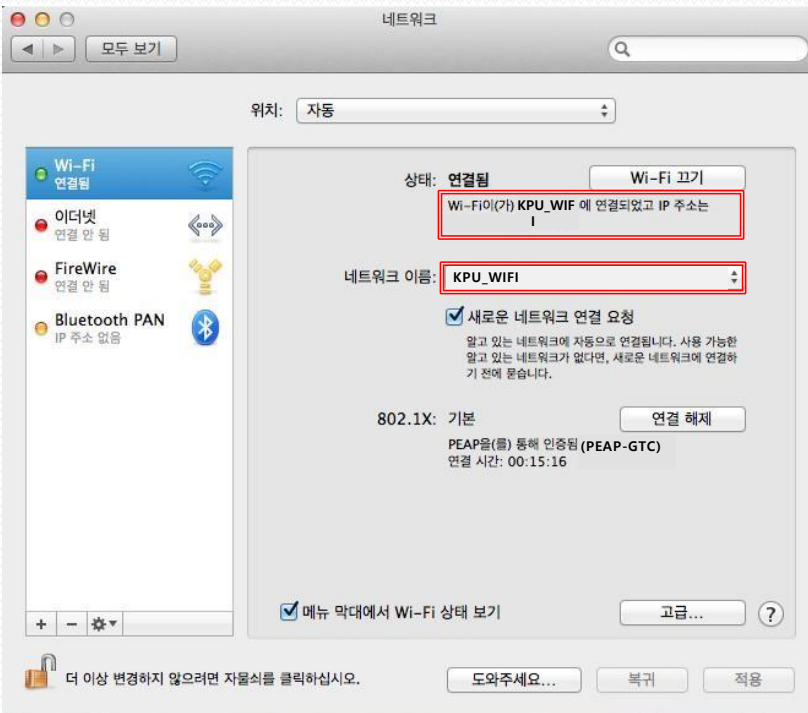 네트워크
모두 보기
위치: 자동
Wi-Fi
연결됨
이더넷
연결 안 됨
FireWire
연결 안 됨
Bluetooth PAN
IP 주소 없음
상태: 연결됨
Wi-Fi 끄기
Wi-Fi이(가) KPU_WIF 에 연결되었고 IP 주소는
I
네트워크 이름: KPU_WIFI
새로운 네트워크 연결 요청
알고 있는 네트워크에 자동으로 연결됩니다. 사용 가능한
알고 있는 네트워크가 없다면, 새로운 네트워크에 연결하
기 전에 묻습니다.
802.1X: 기본
연결 해제
PEAP을(를) 통해 인증됨 (PEAP-GTC)
연결 시간: 00:15:16
메뉴 막대에서 Wi-Fi 상태 보기
고급...
?
더 이상 변경하지 않으려면 자물쇠를 클릭하십시오.
도와주세요...
복귀
적용